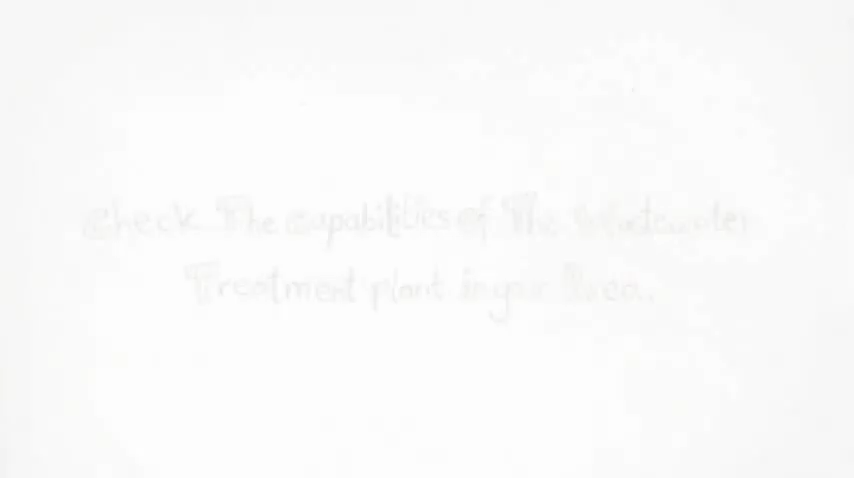 Check The Capabilities of The Wastewater
Treatment plant in your Area.